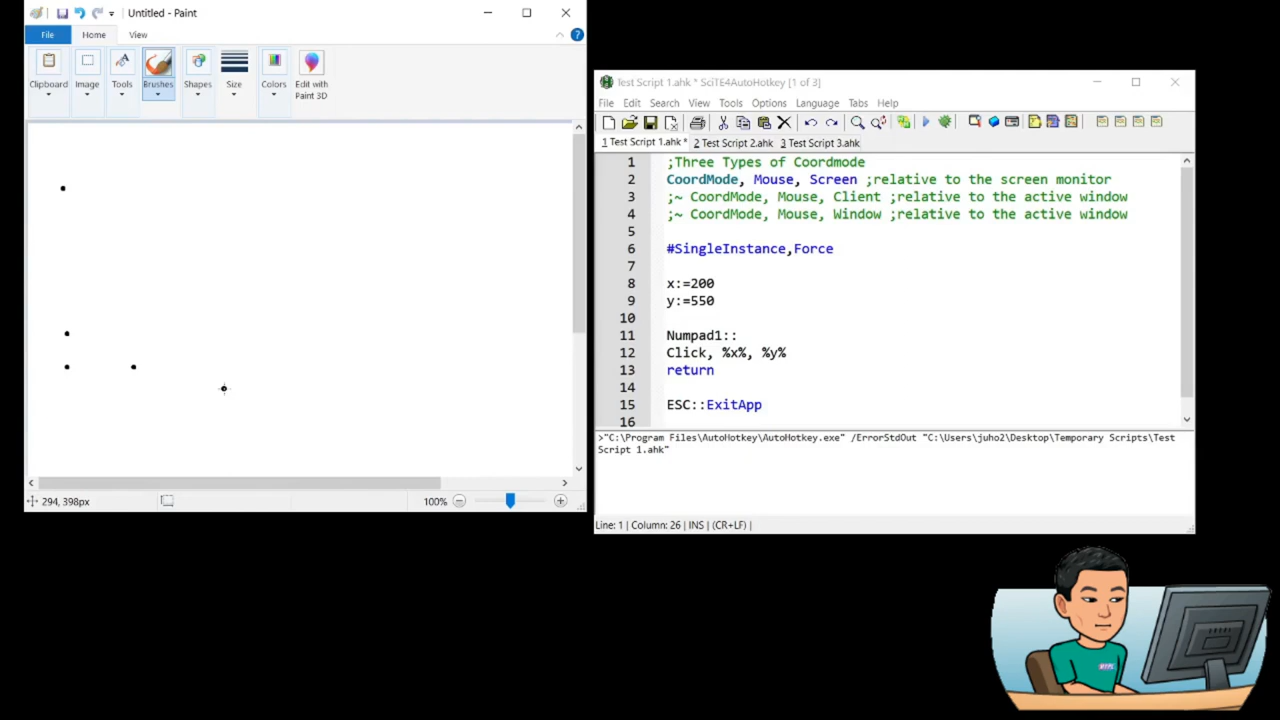 Untitled - Paint
File Home View
Clipboard Image Tools Brushes Shapes Size Colors Edit with
Paint 3D
294, 398px
100%
Test Script 1.ahk * SciTE4AutoHotkey [1 of 3]
File Edit Search View Tools Options Language Tabs Help
1 Test Script 1.ahk * 2 Test Script 2.ahk 3 Test Script 3.ahk
1 ;Three Types of Coordmode
2 CoordMode, Mouse, Screen ;relative to the screen monitor
3 ;~ CoordMode, Mouse, Client ;relative to the active window
4 ;~ CoordMode, Mouse, Window ;relative to the active window
5
6 #SingleInstance,Force
7
8 x:=200
9 y:=550
10
11 Numpad1::
12 Click, %x%, %y%
13 return
14
15 ESC::ExitApp
16
>"C:\Program Files\AutoHotkey\AutoHotkey.exe" /ErrorStdOut "C:\Users\juho2\Desktop\Temporary Scripts\Test
Script 1.ahk"
Line: 1 | Column: 26 | INS | (CR+LF) |